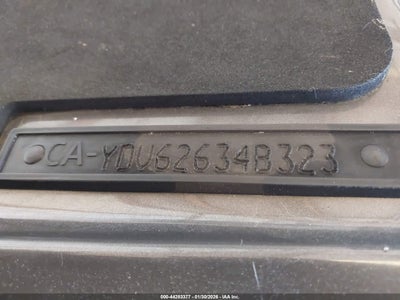 CA-YDU62634B323
000-44203377 - 01/30/2026 - IAA Inc.